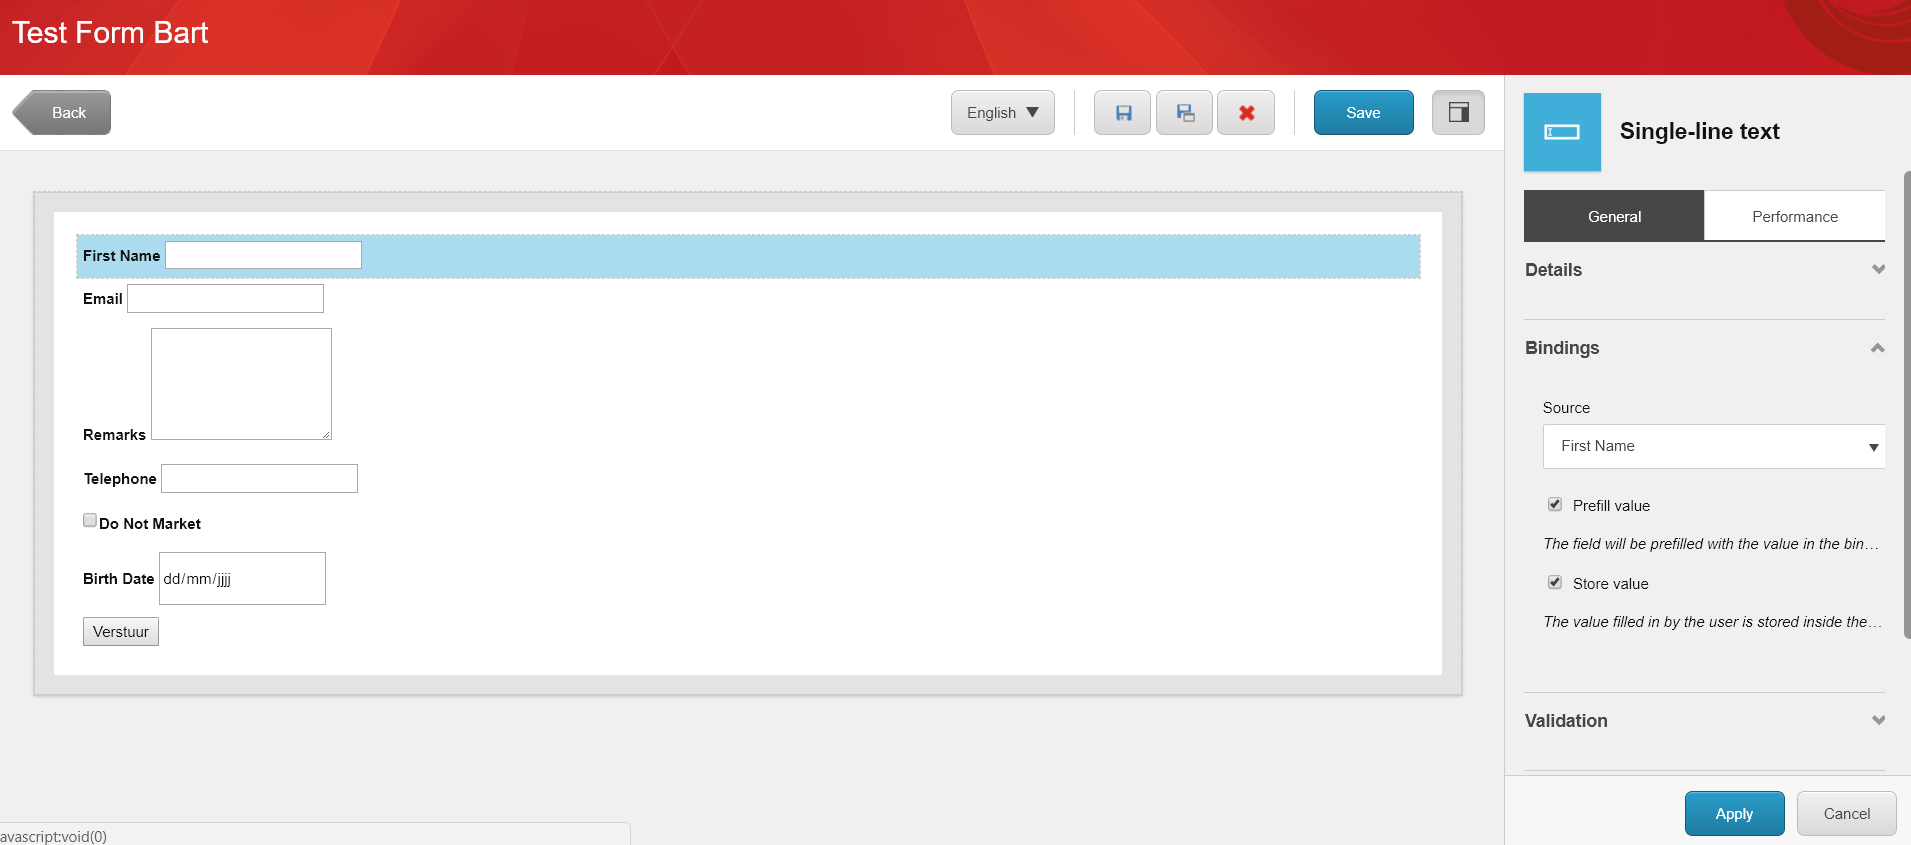 Test Form Bart
Back
English
Save
Single-line text
General
Performance
First Name
Email
Remarks
Telephone
Do Not Market
Birth Date
dd/mm/jjjj
Verstuur
Details
Bindings
Source
First Name
Prefill value
The field will be prefilled with the value in the bin…
Store value
The value filled in by the user is stored inside the…
Validation
Apply
Cancel
avascript:void(0)